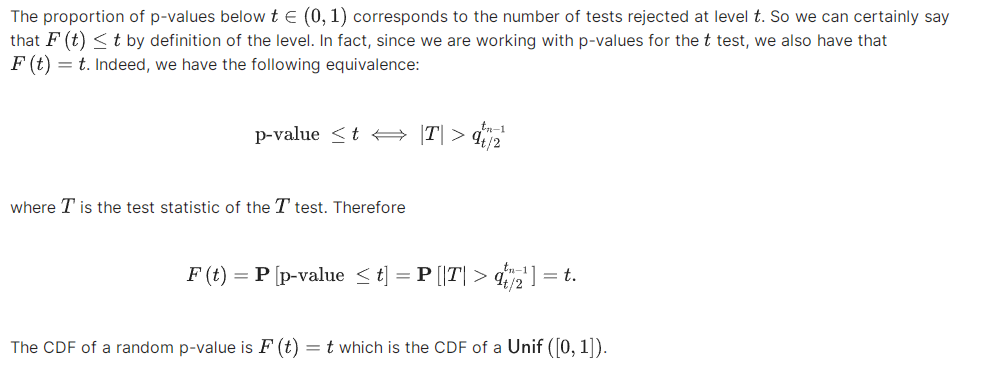 The proportion of p-values below $t \in (0, 1)$ corresponds to the number of tests rejected at level $t$. So we can certainly say
that $F(t) \leq t$ by definition of the level. In fact, since we are working with p-values for the $t$ test, we also have that
$F(t) = t$. Indeed, we have the following equivalence:
$\text{p-value } \leq t \iff |T| > q_{t/2}^{t_{n-1}}$
where $T$ is the test statistic of the $T$ test. Therefore
$F(t) = \mathbf{P}[\text{p-value } \leq t] = \mathbf{P}[|T| > q_{t/2}^{t_{n-1}}] = t.$
The CDF of a random p-value is $F(t) = t$ which is the CDF of a $\mathsf{Unif}([0, 1])$.